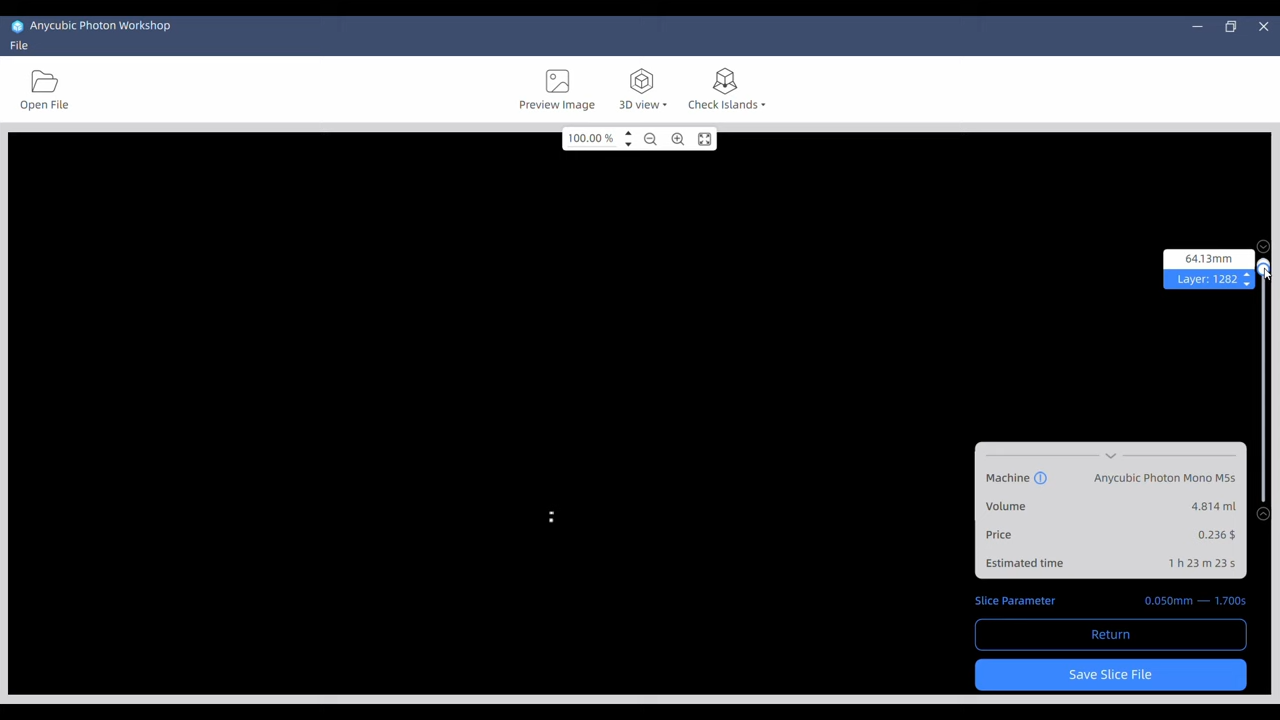 Anycubic Photon Workshop
File
Open File
Preview Image
3D view
Check Islands
100.00 %
64.13mm
Layer: 1282
Machine Anycubic Photon Mono M5s
Volume 4.814 ml
Price 0.236 $
Estimated time 1 h 23 m 23 s
Slice Parameter 0.050mm — 1.700s
Return
Save Slice File